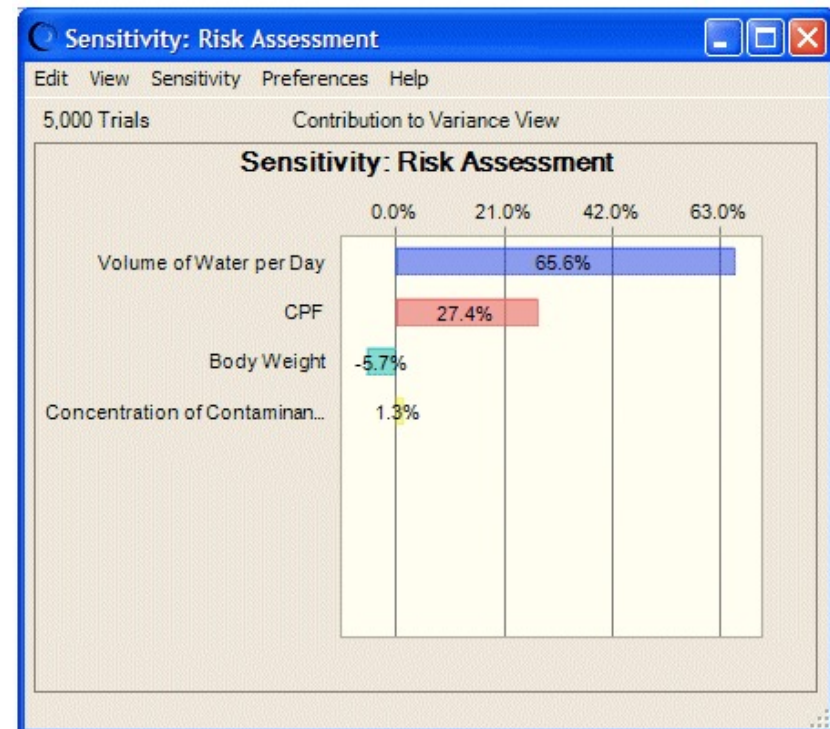 Sensitivity: Risk Assessment
Edit View Sensitivity Preferences Help
5,000 Trials Contribution to Variance View
Sensitivity: Risk Assessment
0.0% 21.0% 42.0% 63.0%
Volume of Water per Day 65.6%
CPF 27.4%
Body Weight -5.7%
Concentration of Contaminan... 1.3%